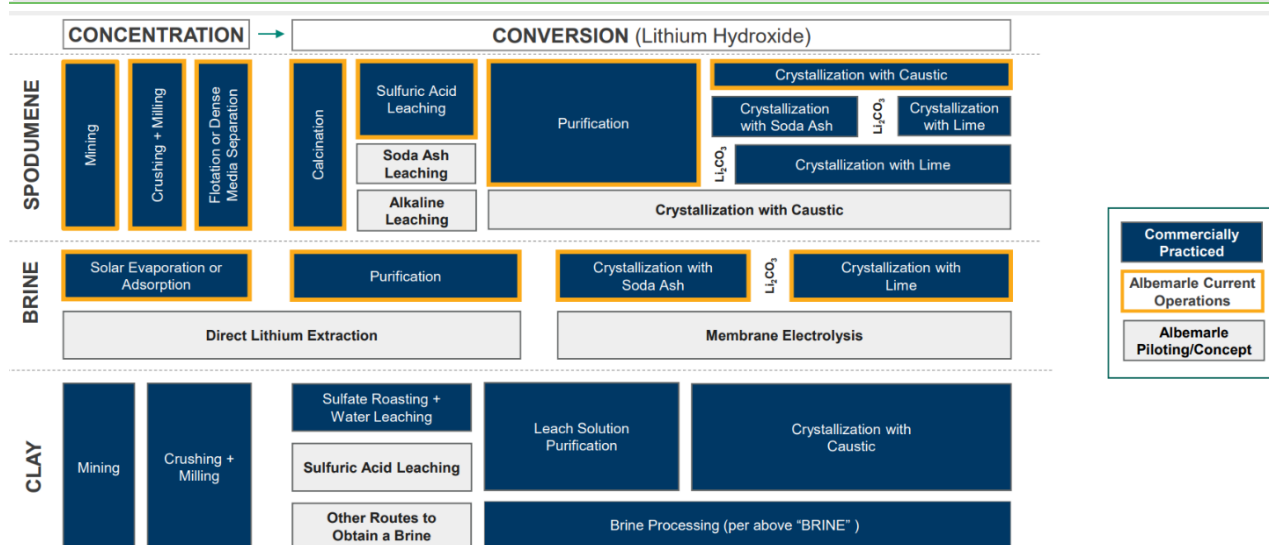 CONCENTRATION
CONVERSION (Lithium Hydroxide)
SPODUMENE
Mining
Crushing + Milling
Flotation or Dense
Media Separation
Calcination
Sulfuric Acid
Leaching
Soda Ash
Leaching
Alkaline
Leaching
Purification
Crystallization with Caustic
Crystallization
with Soda Ash
Li₂CO₃
Crystallization
with Lime
Li₂CO₃
Crystallization with Lime
Crystallization with Caustic
BRINE
Solar Evaporation or
Adsorption
Purification
Crystallization with
Soda Ash
Li₂CO₃
Crystallization with
Lime
Direct Lithium Extraction
Membrane Electrolysis
CLAY
Mining
Crushing +
Milling
Sulfate Roasting +
Water Leaching
Sulfuric Acid Leaching
Other Routes to
Obtain a Brine
Leach Solution
Purification
Crystallization with
Caustic
Brine Processing (per above “BRINE” )
Commercially
Practiced
Albemarle Current
Operations
Albemarle
Piloting/Concept